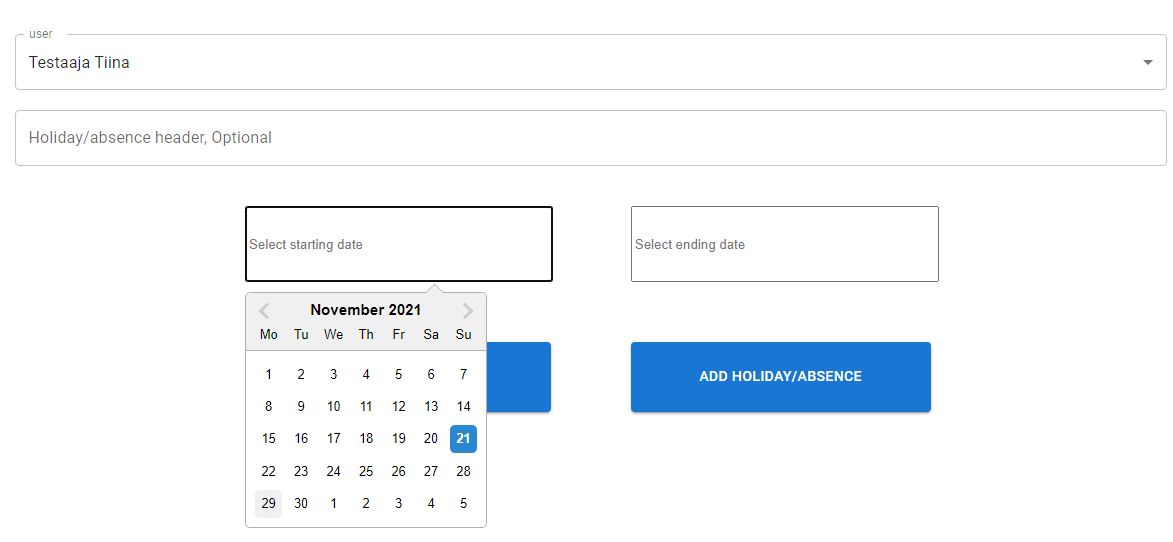 user
Testaaja Tiina
Holiday/absence header, Optional
Select starting date
Select ending date
November 2021
Mo Tu We Th Fr Sa Su
1 2 3 4 5 6 7
ADD HOLIDAY/ABSENCE
8 9 10 11 12 13 14
15 16 17 18 19 20 21
22 23 24 25 26 27 28
29 30 1 2 3 4 5